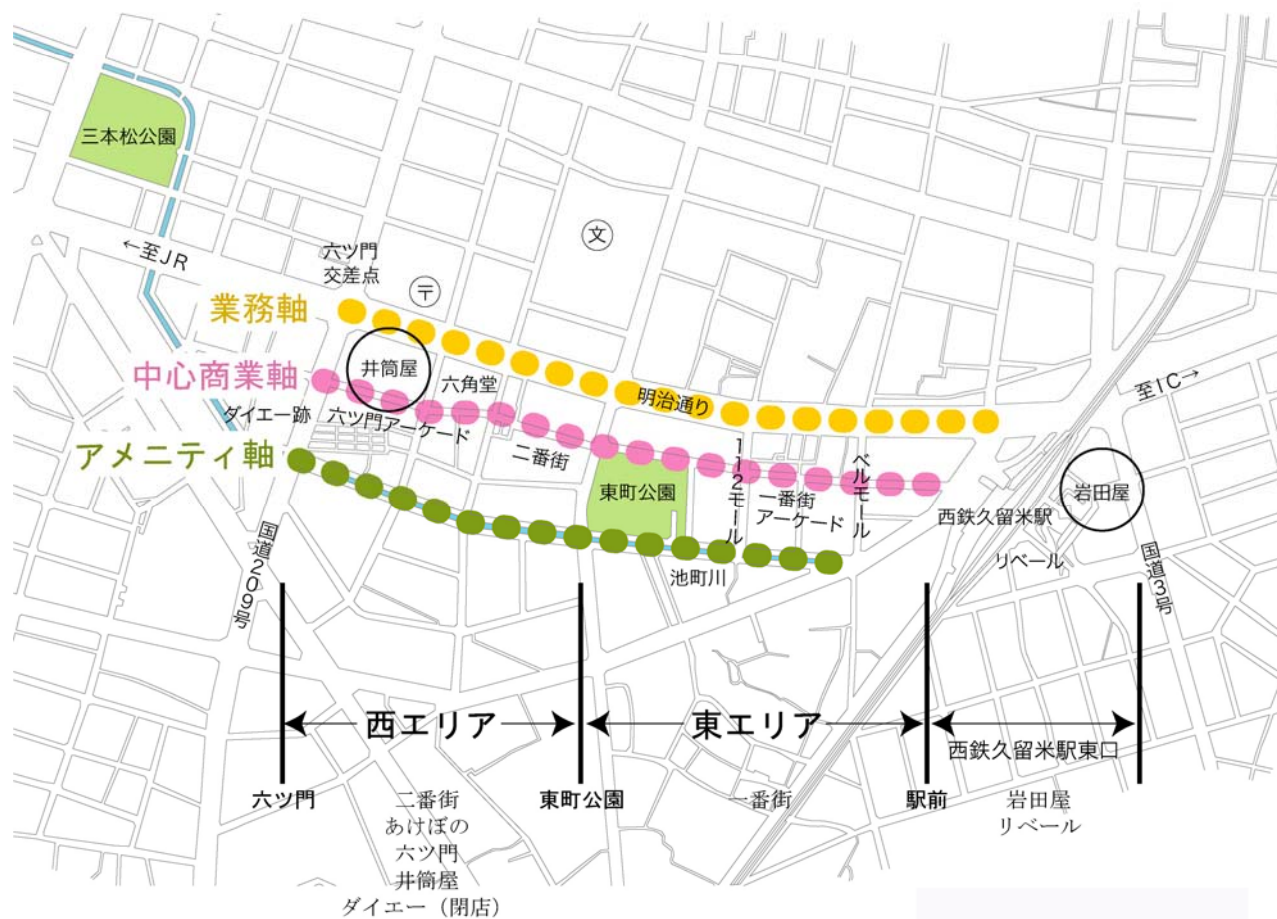 三本松公園
←至ＪＲ
六ツ門
交差点
〒
文
業務軸
井筒屋
中心商業軸
六角堂
明治通り
至ＩＣ→
ダイエー跡
六ツ門アーケード
アメニティ軸
二番街
東町公園
１１２モール
一番街
アーケード
ベルモール
岩田屋
西鉄久留米駅
リベール
国道２０９号
池町川
国道３号
西エリア
東エリア
西鉄久留米駅東口
六ツ門
二番街
あけぼの
六ツ門
井筒屋
ダイエー（閉店）
東町公園
一番街
駅前
岩田屋
リベール